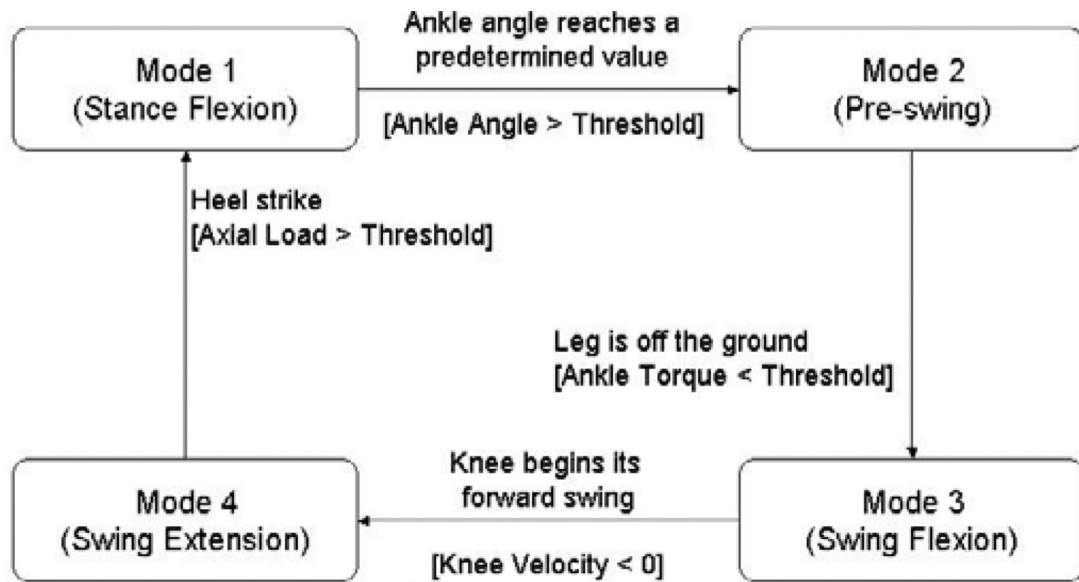 Mode 1
(Stance Flexion)
Ankle angle reaches a
predetermined value
[Ankle Angle > Threshold]
Mode 2
(Pre-swing)
Heel strike
[Axial Load > Threshold]
Leg is off the ground
[Ankle Torque < Threshold]
Mode 4
(Swing Extension)
Knee begins its
forward swing
[Knee Velocity < 0]
Mode 3
(Swing Flexion)